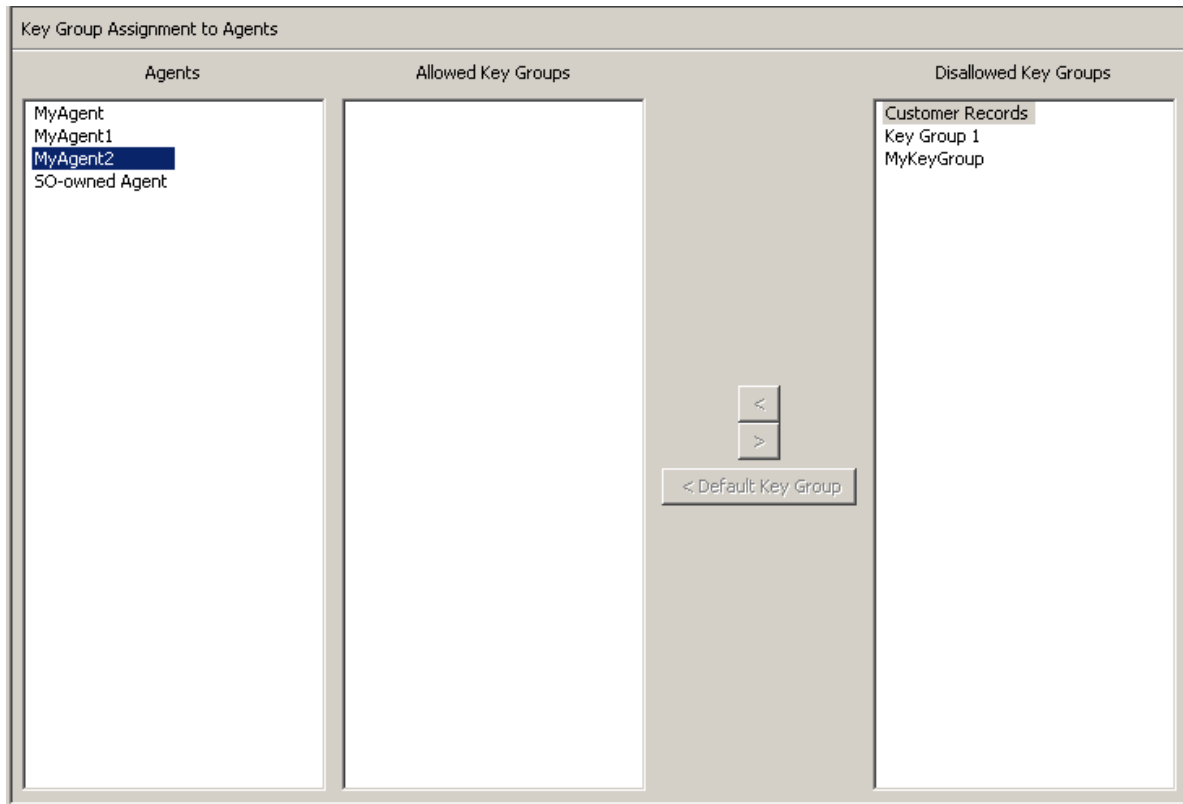 Key Group Assignment to Agents
Agents
Allowed Key Groups
Disallowed Key Groups
MyAgent
MyAgent1
MyAgent2
SO-owned Agent
Customer Records
Key Group 1
MyKeyGroup
<
>
< Default Key Group